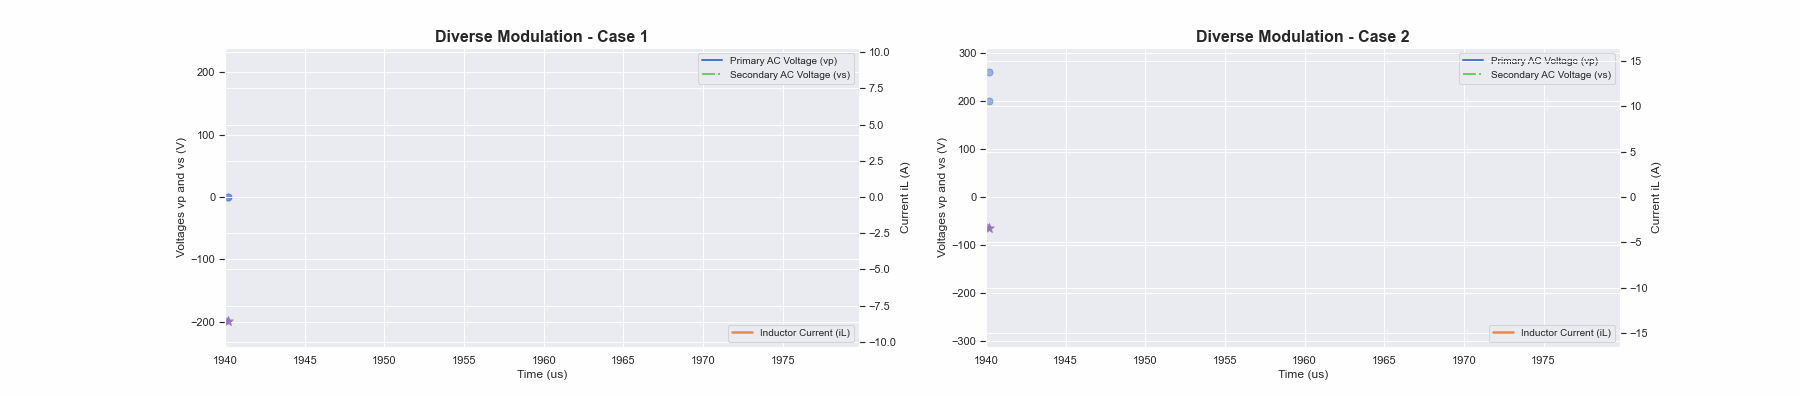 Diverse Modulation - Case 1
Primary AC Voltage (vp)
Secondary AC Voltage (vs)
Inductor Current (iL)
Voltages vp and vs (V)
200
100
0
−100
−200
Current iL (A)
10.0
7.5
5.0
2.5
0.0
−2.5
−5.0
−7.5
−10.0
1940 1945 1950 1955 1960 1965 1970 1975
Time (us)
Diverse Modulation - Case 2
Primary AC Voltage (vp)
Secondary AC Voltage (vs)
Inductor Current (iL)
Voltages vp and vs (V)
300
200
100
0
−100
−200
−300
Current iL (A)
15
10
5
0
−5
−10
−15
1940 1945 1950 1955 1960 1965 1970 1975
Time (us)